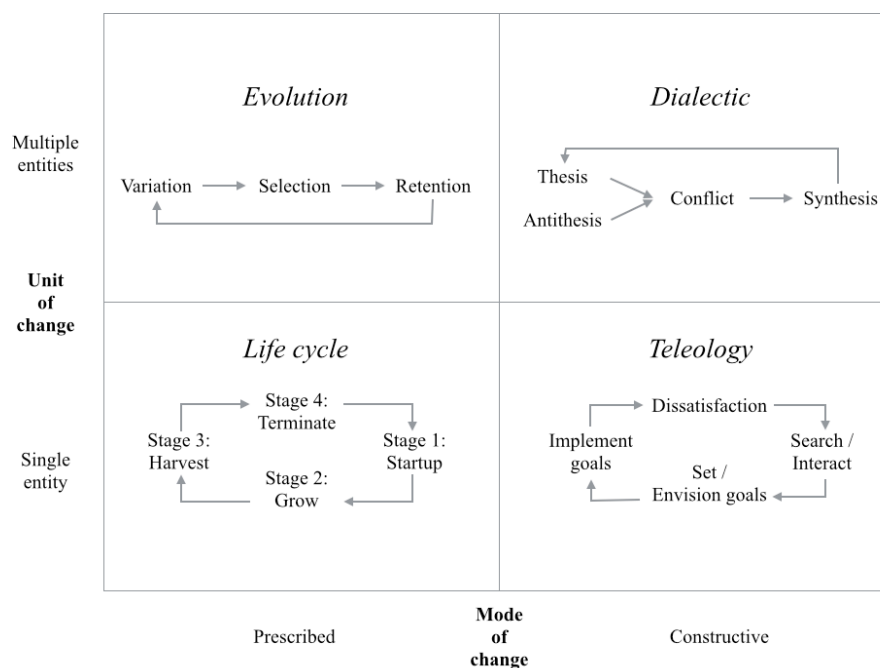 Evolution
Dialectic
Multiple
entities
Variation
Selection
Retention
Thesis
Antithesis
Conflict
Synthesis
Unit
of
change
Life cycle
Teleology
Single
entity
Stage 4:
Terminate
Stage 3:
Harvest
Stage 1:
Startup
Stage 2:
Grow
Dissatisfaction
Implement
goals
Search /
Interact
Set /
Envision goals
Prescribed
Mode
of
change
Constructive